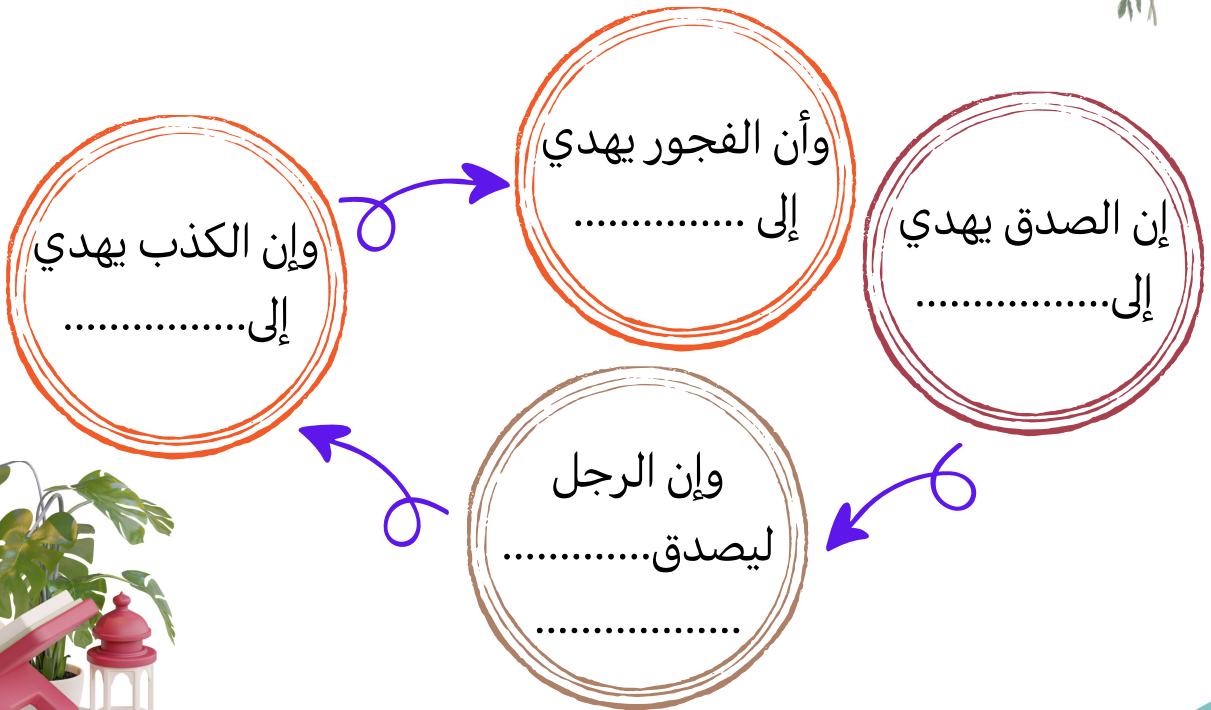 إن الصدق يهدي
إلى.................
وإن الرجل
ليصدق.............
..................
وإن الكذب يهدي
إلى................
وأن الفجور يهدي
إلى ...............